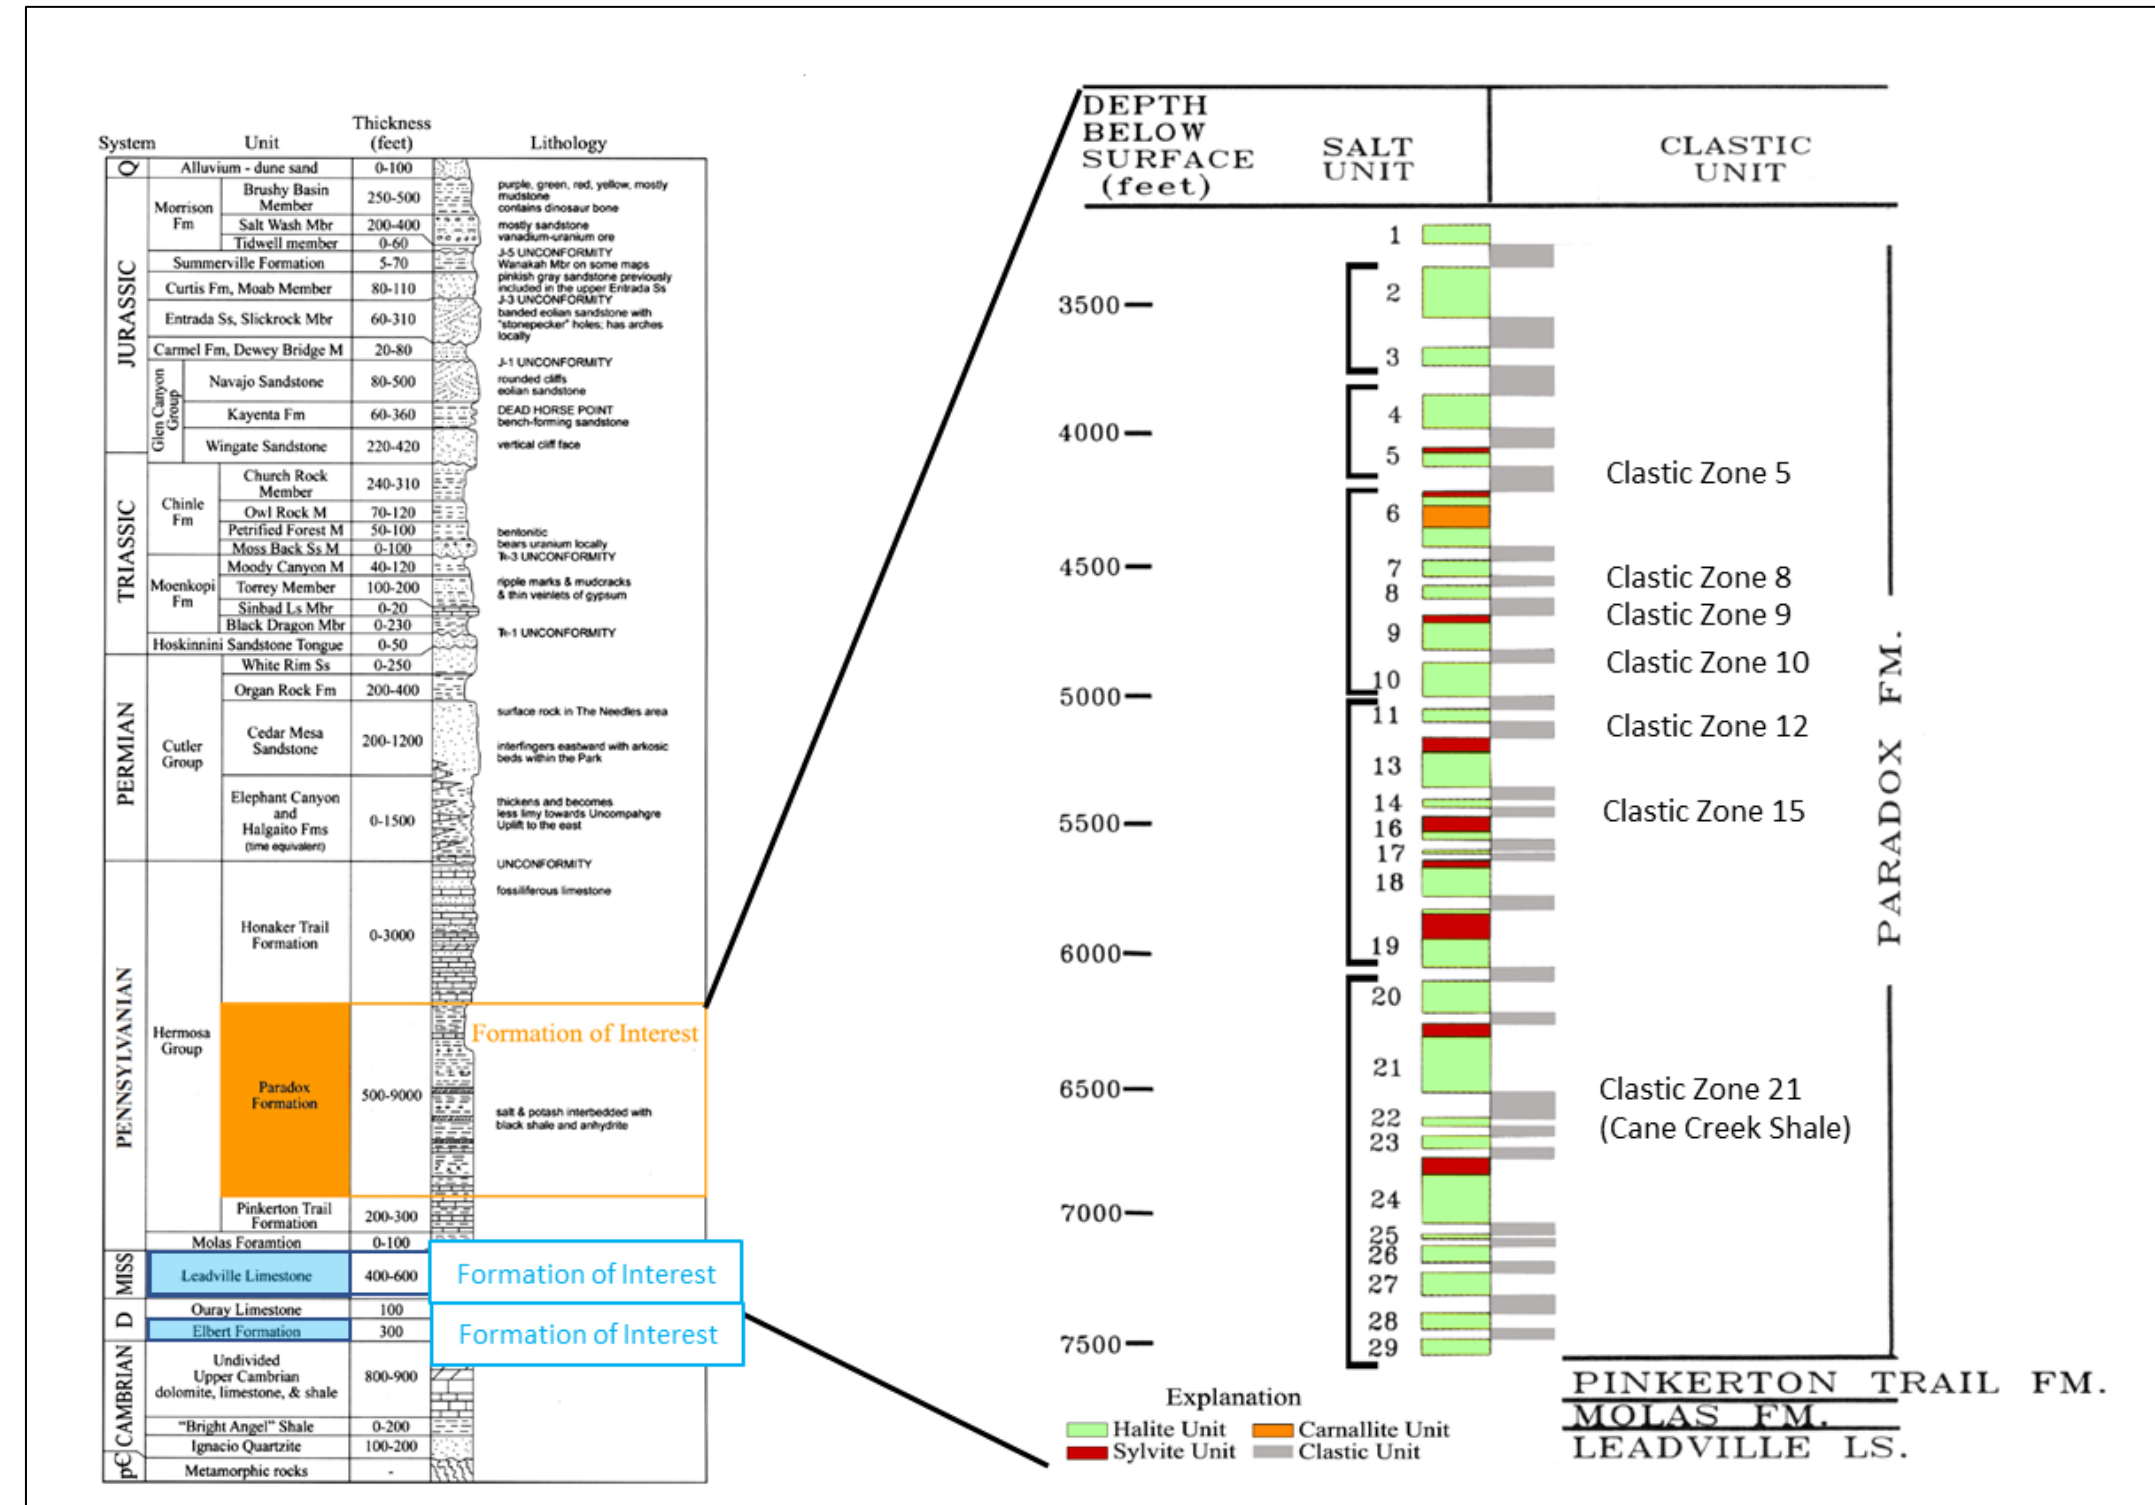 System Unit Thickness (feet) Lithology
Q
Alluvium - dune sand 0-100
JURASSIC
Morrison
Fm
Brushy Basin
Member
250-500
purple, green, red, yellow, mostly
mudstone
contains dinosaur bone
Salt Wash Mbr 200-400
mostly sandstone
vanadium-uranium ore
Tidwell member 0-60
J-5 UNCONFORMITY
Summerville Formation 5-70
Wanakah Mbr on some maps
pinkish gray sandstone previously
included in the upper Entrada Ss
Curtis Fm, Moab Member 80-110
J-3 UNCONFORMITY
Entrada Ss, Slickrock Mbr 60-310
banded eolian sandstone with
"stonepecker" holes; has arches
locally
Carmel Fm, Dewey Bridge M 20-80
J-1 UNCONFORMITY
Glen Canyon
Group
Navajo Sandstone 80-500
rounded cliffs
eolian sandstone
Kayenta Fm 60-360
DEAD HORSE POINT
bench-forming sandstone
Wingate Sandstone 220-420
vertical cliff face
TRIASSIC
Chinle
Fm
Church Rock
Member
240-310
Owl Rock M 70-120
Petrified Forest M 50-100
bentonitic
Moss Back Ss M 0-100
bears uranium locally
Ꞧ-3 UNCONFORMITY
Moenkopi
Fm
Moody Canyon M 40-120
Torrey Member 100-200
ripple marks & mudcracks
& thin veinlets of gypsum
Sinbad Ls Mbr 0-20
Black Dragon Mbr 0-230
Ꞧ-1 UNCONFORMITY
Hoskinnini Sandstone Tongue 0-50
PERMIAN
Cutler
Group
White Rim Ss 0-250
Organ Rock Fm 200-400
surface rock in The Needles area
Cedar Mesa
Sandstone
200-1200
interfingers eastward with arkosic
beds within the Park
Elephant Canyon
and
Halgaito Fms
(time equivalent)
0-1500
thickens and becomes
less limy towards Uncompahgre
Uplift to the east
UNCONFORMITY
fossiliferous limestone
PENNSYLVANIAN
Hermosa
Group
Honaker Trail
Formation
0-3000
Formation of Interest
Paradox
Formation
500-9000
salt & potash interbedded with
black shale and anhydrite
Pinkerton Trail
Formation
200-300
Molas Foramtion 0-100
MISS
Leadville Limestone 400-600
Formation of Interest
D
Ouray Limestone 100
Elbert Formation 300
Formation of Interest
CAMBRIAN
Undivided
Upper Cambrian
dolomite, limestone, & shale
800-900
"Bright Angel" Shale 0-200
Ignacio Quartzite 100-200
pЄ
Metamorphic rocks -
DEPTH
BELOW
SURFACE
(feet)
SALT
UNIT
CLASTIC
UNIT
1
2
3500
3
4
4000
5
Clastic Zone 5
6
4500
7
Clastic Zone 8
8
Clastic Zone 9
9
Clastic Zone 10
10
5000
11
Clastic Zone 12
13
14
Clastic Zone 15
5500
16
17
18
19
6000
20
21
6500
Clastic Zone 21
(Cane Creek Shale)
22
23
24
7000
25
26
27
28
7500
29
PARADOX FM.
PINKERTON TRAIL FM.
MOLAS FM.
LEADVILLE LS.
Explanation
Halite Unit Carnallite Unit
Sylvite Unit Clastic Unit